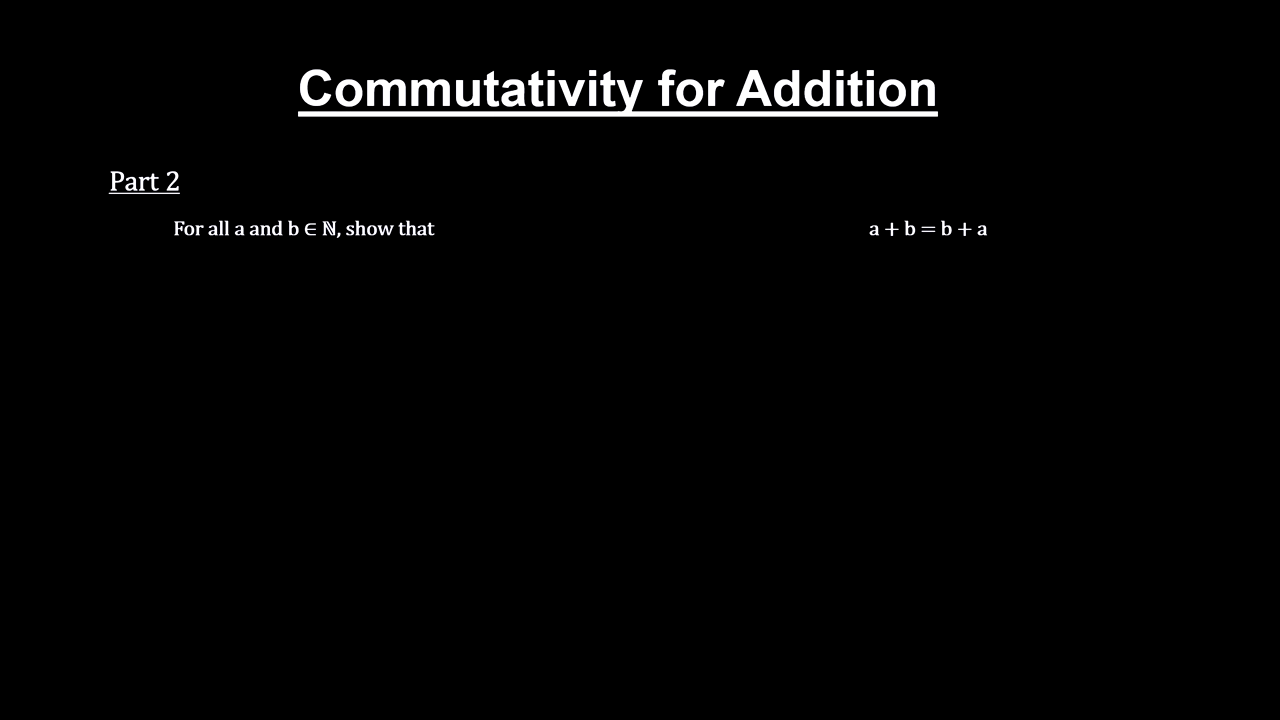 Commutativity for Addition
Part 2
For all a and b ∈ ℕ, show that a + b = b + a